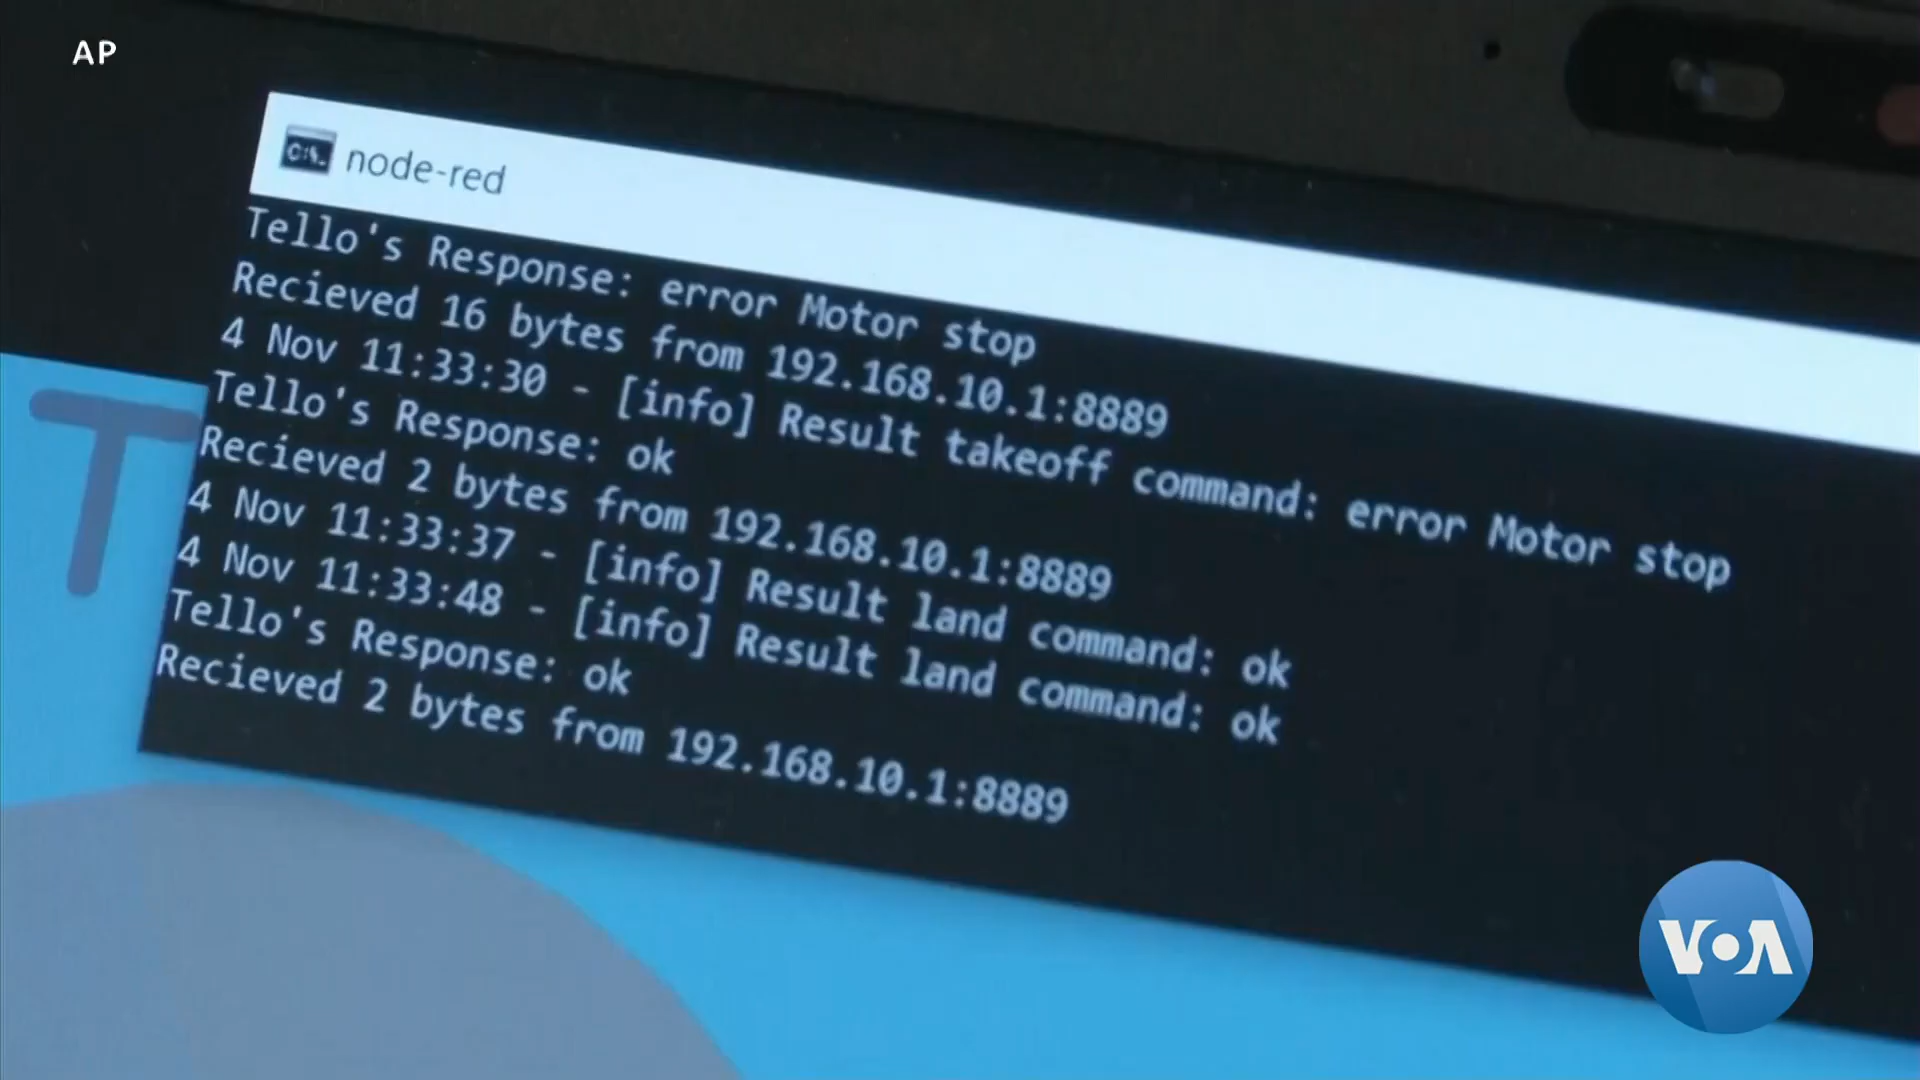 AP
C:\.
node-red
Tello's Response: error Motor stop
Recieved 16 bytes from 192.168.10.1:8889
4 Nov 11:33:30 - [info] Result takeoff command: error Motor stop
Tello's Response: ok
Recieved 2 bytes from 192.168.10.1:8889
4 Nov 11:33:37 - [info] Result land command: ok
4 Nov 11:33:48 - [info] Result land command: ok
Tello's Response: ok
Recieved 2 bytes from 192.168.10.1:8889
T
VOA